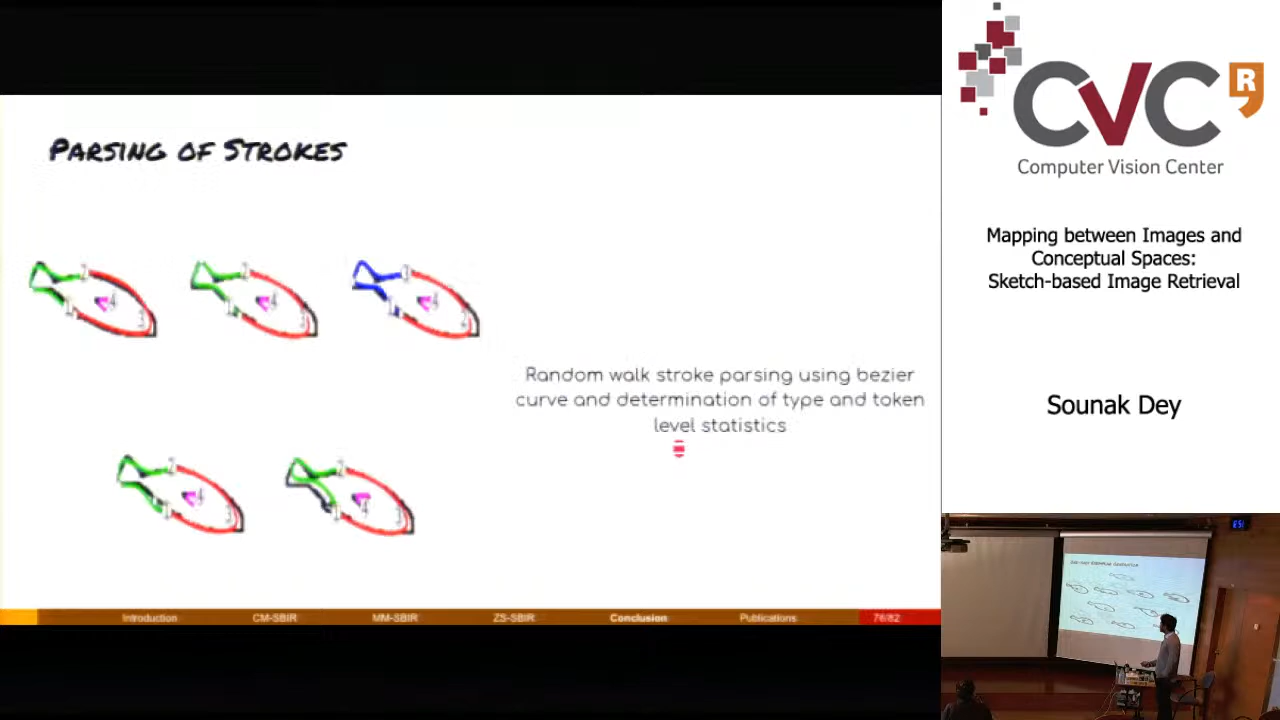 PARSING OF STROKES
Random walk stroke parsing using bezier
curve and determination of type and token
level statistics
Introduction
CM-SBIR
MM-SBIR
ZS-SBIR
Conclusion
Publications
76/82
CVC
R
Computer Vision Center
Mapping between Images and
Conceptual Spaces:
Sketch-based Image Retrieval
Sounak Dey